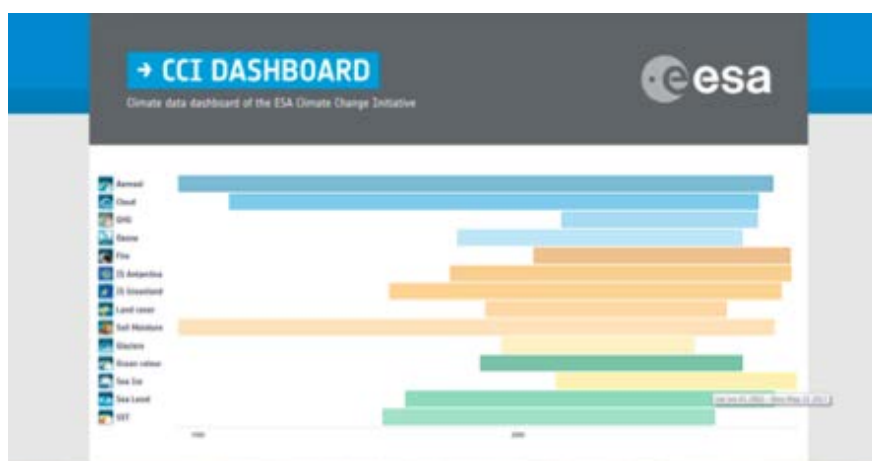 → CCI DASHBOARD
esa
Climate data dashboard of the ESA Climate Change Initiative
Aerosol
Cloud
GHG
Ozone
Fire
IS Antarctica
IS Greenland
Land cover
Soil Moisture
Glaciers
Ocean colour
Sea Ice
Sea Level
SST